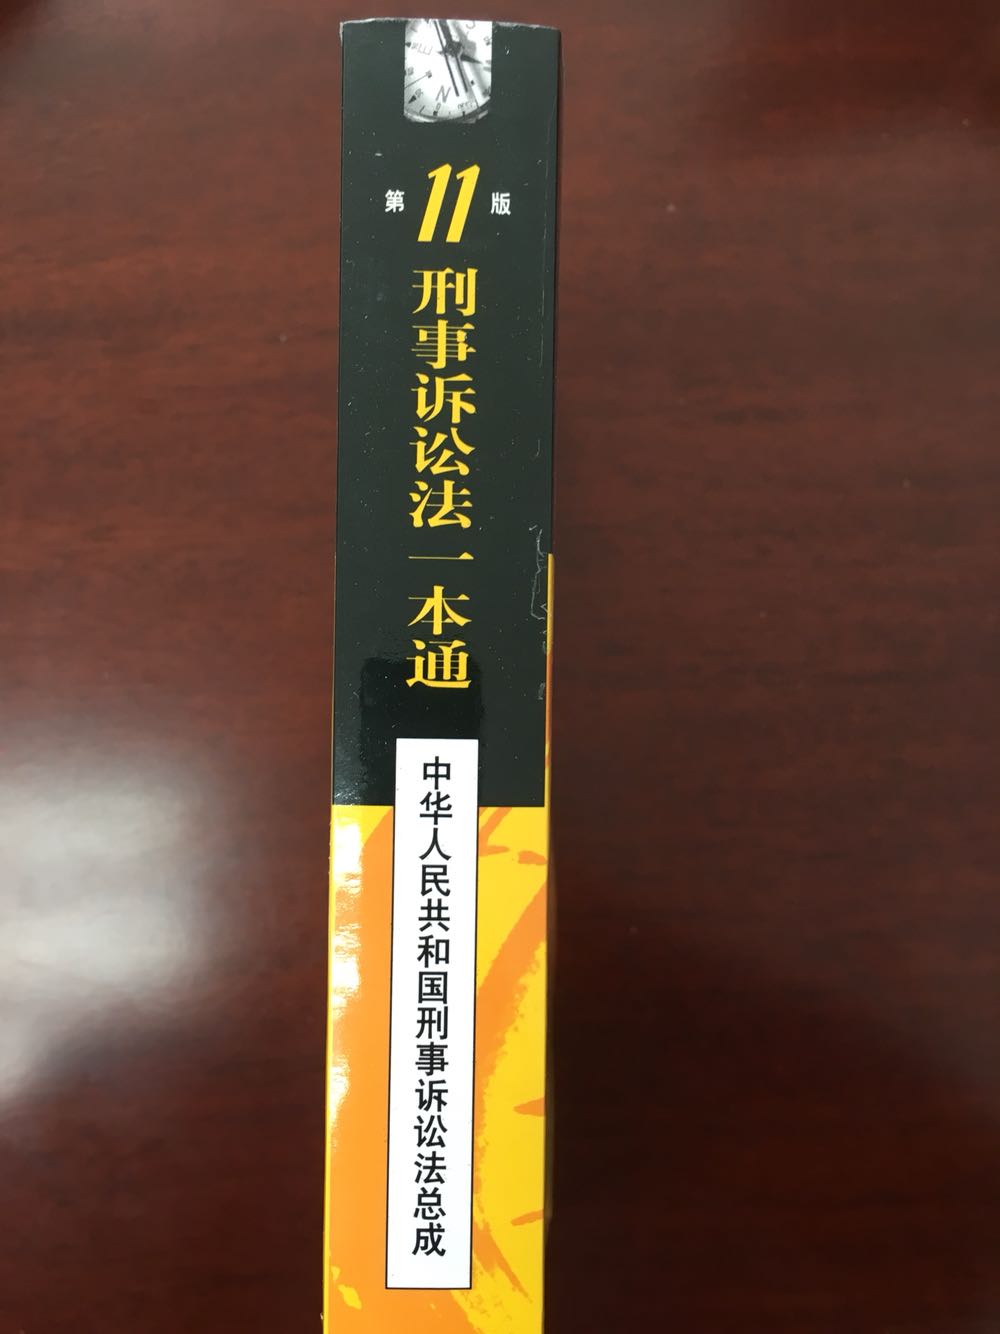 第11版
刑事诉讼法一本通
中华人民共和国刑事诉讼法总成